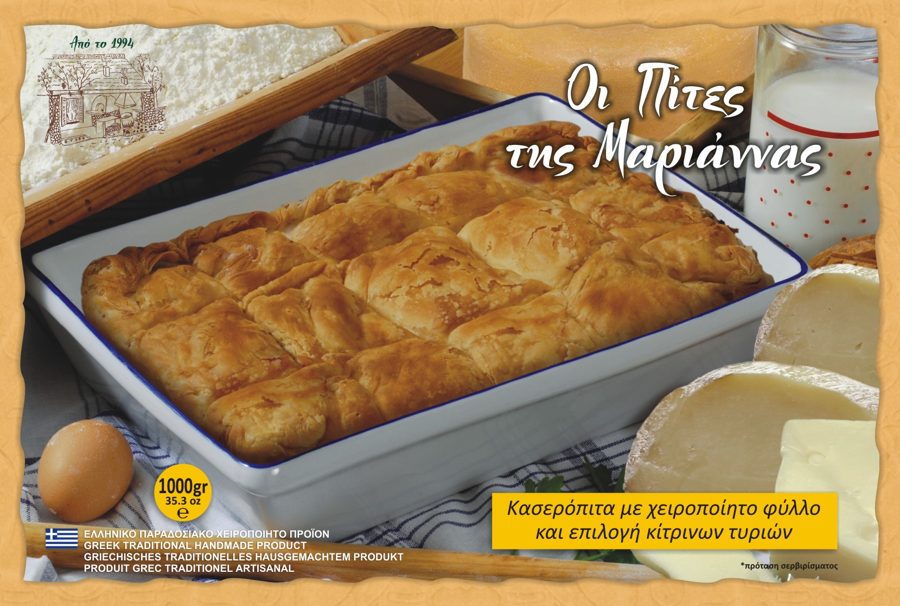 Από το 1994
Οι Πίτες
της Μαριάννας
1000gr
35.3 oz
℮
Κασερόπιτα με χειροποίητο φύλλο
και επιλογή κίτρινων τυριών
*πρόταση σερβιρίσματος
ΕΛΛΗΝΙΚΟ ΠΑΡΑΔΟΣΙΑΚΟ ΧΕΙΡΟΠΟΙΗΤΟ ΠΡΟΪΟΝ
GREEK TRADITIONAL HANDMADE PRODUCT
GRIECHISCHES TRADITIONELLES HAUSGEMACHTEM PRODUKT
PRODUIT GREC TRADITIONEL ARTISANAL